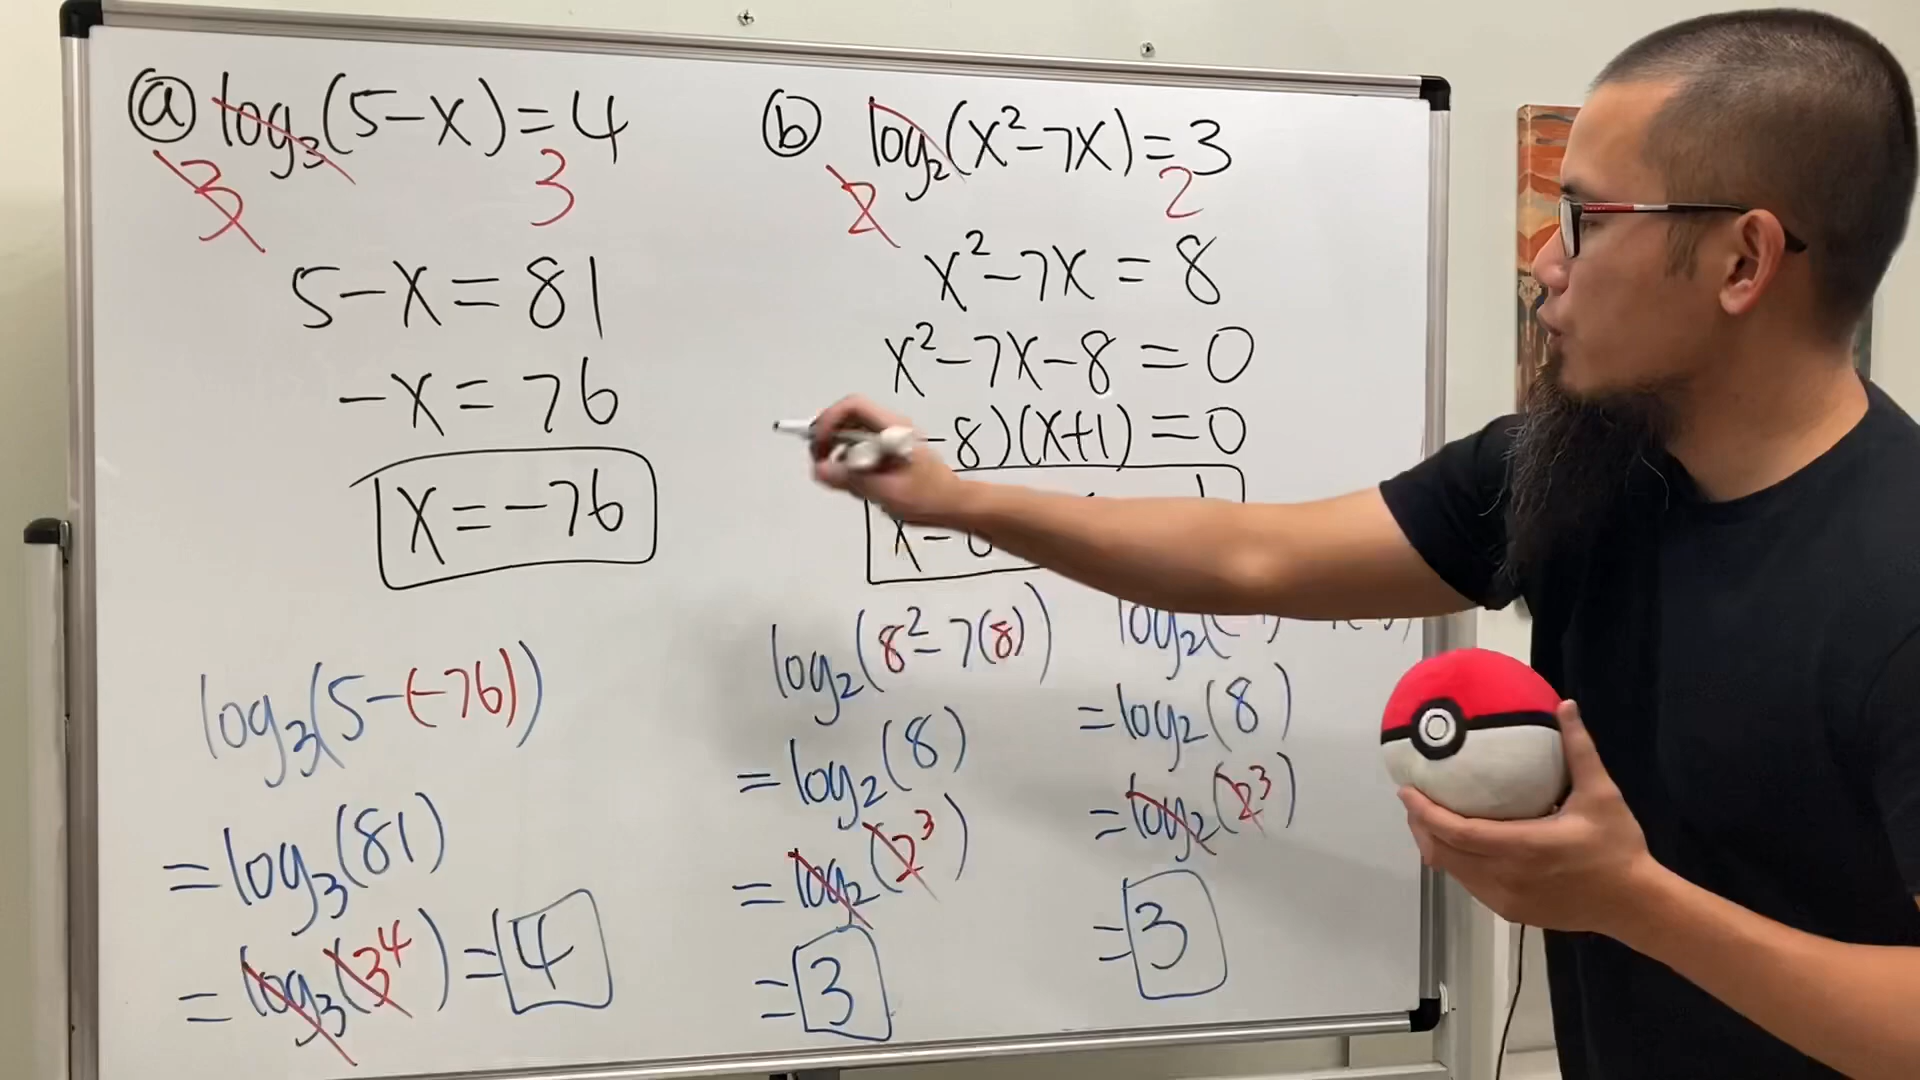 ⓐ log₃(5-x)=4
3 3
5-x=81
-x=76
x=-76
log₃(5-(-76))
=log₃(81)
=log₃(3⁴)=4
ⓑ log₂(x²-7x)=3
2 2
x²-7x=8
x²-7x-8=0
-8)(x+1)=0
log₂(8²-7(8))
=log₂(8)
=log₂(2³)
=3
log₂(
=log₂(8)
=log₂(2³)
=3